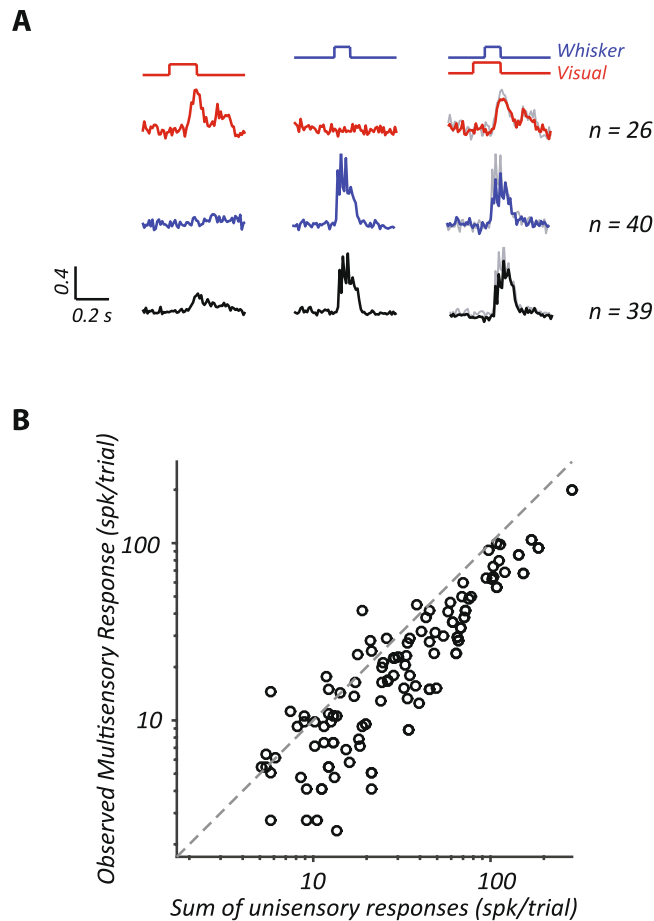 A
Whisker
Visual
n = 26
n = 40
0.4
0.2 s
n = 39
B
Observed Multisensory Response (spk/trial)
100
10
10
100
Sum of unisensory responses (spk/trial)